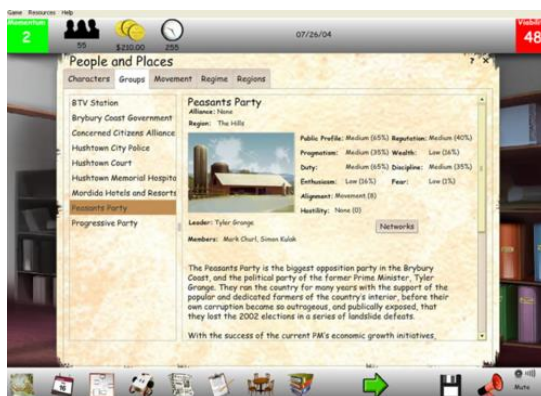 Game Resources Help
Momentum
2
55
$210.00
255
07/26/04
48
People and Places
? ×
Characters Groups Movement Regime Regions
BTV Station
Brybury Coast Government
Concerned Citizens Alliance
Hushtown City Police
Hushtown Court
Hushtown Memorial Hospita
Mordida Hotels and Resorts
Peasants Party
Progressive Party
Peasants Party
Alliance: None
Region: The Hills
Public Profile: Medium (65%) Reputation: Medium (40%)
Pragmatism: Medium (35%) Wealth: Low (16%)
Duty: Medium (65%) Discipline: Medium (35%)
Enthusiasm: Low (16%) Fear: Low (1%)
Alignment: Movement (8)
Hostility: None (0)
Networks
Leader: Tyler Grange
Members: Mark Churl, Simon Kulak
The Peasants Party is the biggest opposition party in the Brybury
Coast, and the political party of the former Prime Minister, Tyler
Grange. They ran the country for many years with the support of the
popular and dedicated farmers of the country's interior, before their
own corruption became so outrageous, and publically exposed, that
they lost the 2002 elections in a series of landslide defeats.
With the success of the current PM's economic growth initiatives,
16
Mute